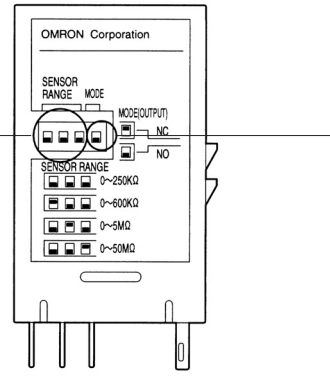 OMRON Corporation
SENSOR
RANGE MODE
MODE(OUTPUT)
NC
NO
SENSOR RANGE
0～250KΩ
0～600KΩ
0～5MΩ
0～50MΩ